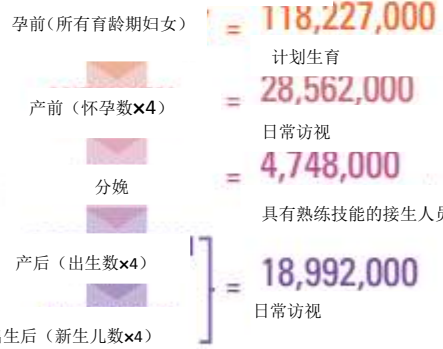 孕前（所有育龄期妇女） = 118,227,000
计划生育
产前（怀孕数×4） = 28,562,000
日常访视
分娩 = 4,748,000
具有熟练技能的接生人员
产后（出生数×4） = 18,992,000
日常访视
生后（新生儿数×4）